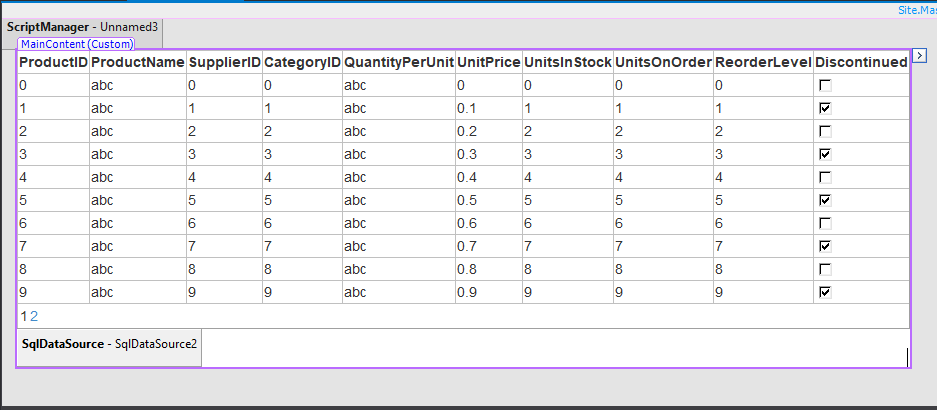 Site.Mas
ScriptManager - Unnamed3
MainContent (Custom)
ProductID ProductName SupplierID CategoryID QuantityPerUnit UnitPrice UnitsInStock UnitsOnOrder ReorderLevel Discontinued
0 abc 0 0 abc 0 0 0 0
1 abc 1 1 abc 0.1 1 1 1
2 abc 2 2 abc 0.2 2 2 2
3 abc 3 3 abc 0.3 3 3 3
4 abc 4 4 abc 0.4 4 4 4
5 abc 5 5 abc 0.5 5 5 5
6 abc 6 6 abc 0.6 6 6 6
7 abc 7 7 abc 0.7 7 7 7
8 abc 8 8 abc 0.8 8 8 8
9 abc 9 9 abc 0.9 9 9 9
1 2
SqlDataSource - SqlDataSource2